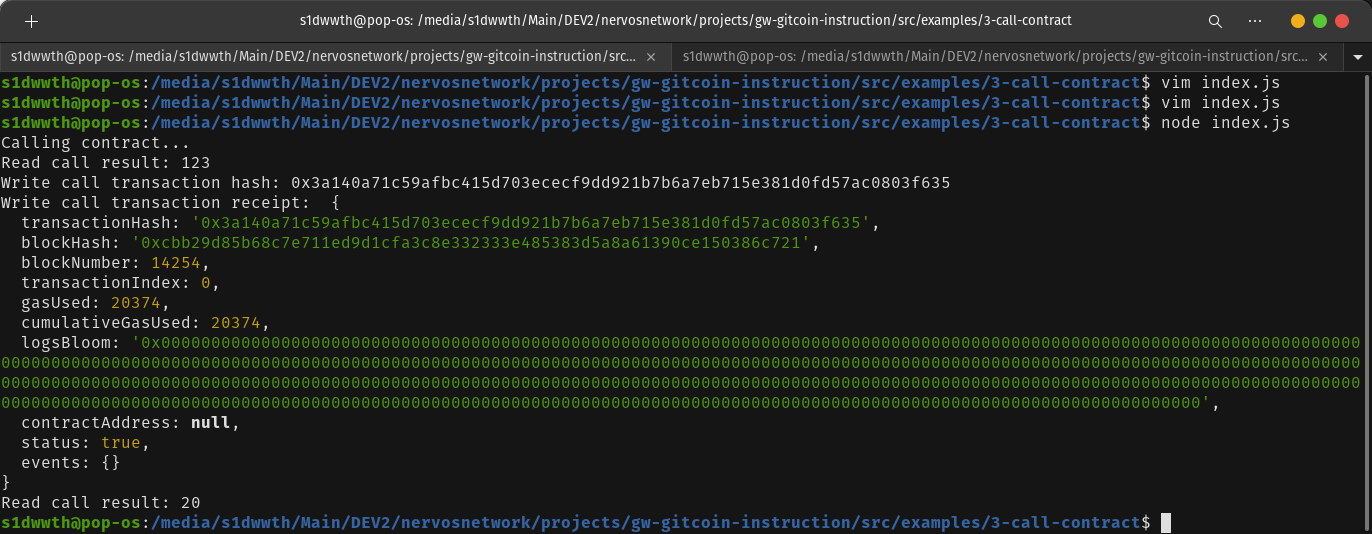 s1dwwth@pop-os: /media/s1dwwth/Main/DEV2/nervosnetwork/projects/gw-gitcoin-instruction/src/examples/3-call-contract
s1dwwth@pop-os: /media/s1dwwth/Main/DEV2/nervosnetwork/projects/gw-gitcoin-instruction/src...
s1dwwth@pop-os: /media/s1dwwth/Main/DEV2/nervosnetwork/projects/gw-gitcoin-instruction/src...
s1dwwth@pop-os:/media/s1dwwth/Main/DEV2/nervosnetwork/projects/gw-gitcoin-instruction/src/examples/3-call-contract$ vim index.js
s1dwwth@pop-os:/media/s1dwwth/Main/DEV2/nervosnetwork/projects/gw-gitcoin-instruction/src/examples/3-call-contract$ vim index.js
s1dwwth@pop-os:/media/s1dwwth/Main/DEV2/nervosnetwork/projects/gw-gitcoin-instruction/src/examples/3-call-contract$ node index.js
Calling contract...
Read call result: 123
Write call transaction hash: 0x3a140a71c59afbc415d703ececf9dd921b7b6a7eb715e381d0fd57ac0803f635
Write call transaction receipt:  {
  transactionHash: '0x3a140a71c59afbc415d703ececf9dd921b7b6a7eb715e381d0fd57ac0803f635',
  blockHash: '0xcbb29d85b68c7e711ed9d1cfa3c8e332333e485383d5a8a61390ce150386c721',
  blockNumber: 14254,
  transactionIndex: 0,
  gasUsed: 20374,
  cumulativeGasUsed: 20374,
  logsBloom: '0x00000000000000000000000000000000000000000000000000000000000000000000000000000000000000000000000000000000000000000000000000
0000000000000000000000000000000000000000000000000000000000000000000000000000000000000000000000000000000000000000000000000000000000000000
0000000000000000000000000000000000000000000000000000000000000000000000000000000000000000000000000000000000000000000000000000000000000000
000000000000000000000000000000000000000000000000000000000000000000000000000000000000000000000000000000000000000000000000',
  contractAddress: null,
  status: true,
  events: {}
}
Read call result: 20
s1dwwth@pop-os:/media/s1dwwth/Main/DEV2/nervosnetwork/projects/gw-gitcoin-instruction/src/examples/3-call-contract$